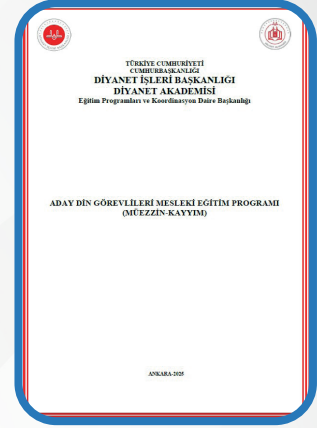 TÜRKİYE CUMHURİYETİ
CUMHURBAŞKANLIĞI
DİYANET İŞLERİ BAŞKANLIĞI
DİYANET AKADEMİSİ
Eğitim Programları ve Koordinasyon Daire Başkanlığı
ADAY DİN GÖREVLİLERİ MESLEKİ EĞİTİM PROGRAMI
(MÜEZZİN-KAYYIM)
ANKARA-2025